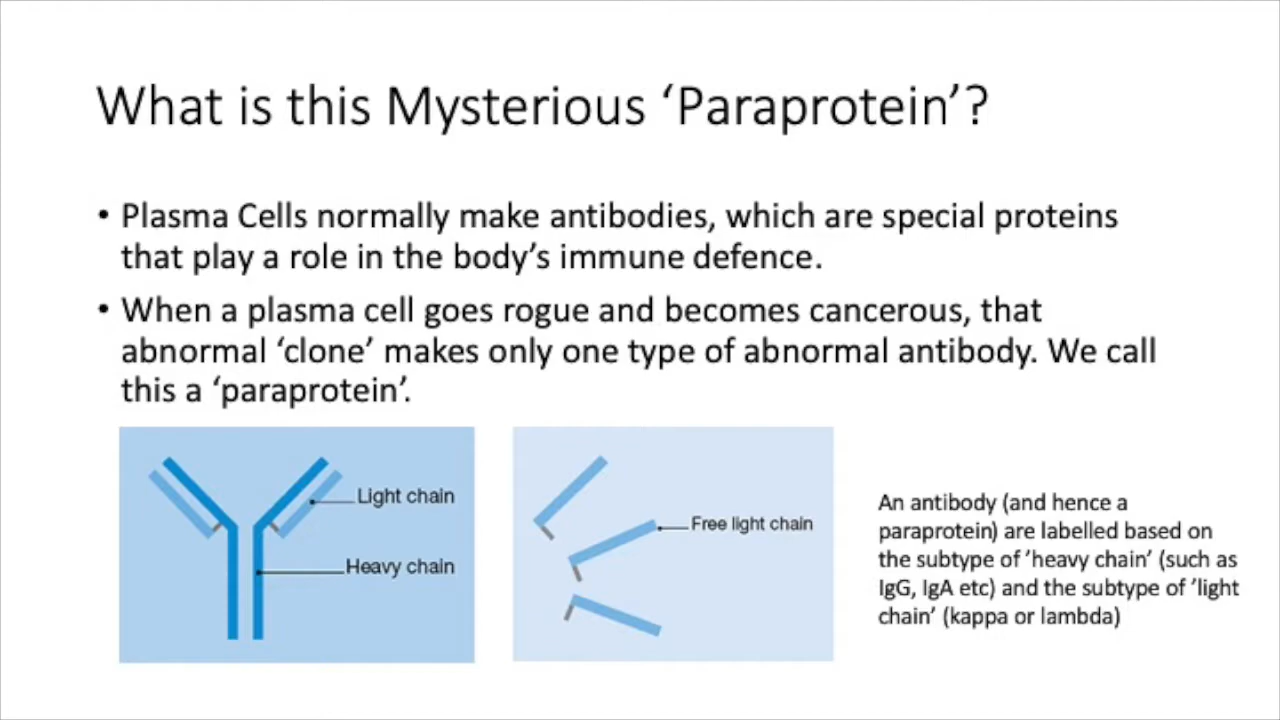 What is this Mysterious ‘Paraprotein’?
• Plasma Cells normally make antibodies, which are special proteins
that play a role in the body’s immune defence.
• When a plasma cell goes rogue and becomes cancerous, that
abnormal ‘clone’ makes only one type of abnormal antibody. We call
this a ‘paraprotein’.
Light chain
Heavy chain
Free light chain
An antibody (and hence a
paraprotein) are labelled based on
the subtype of ’heavy chain’ (such as
IgG, IgA etc) and the subtype of ’light
chain’ (kappa or lambda)